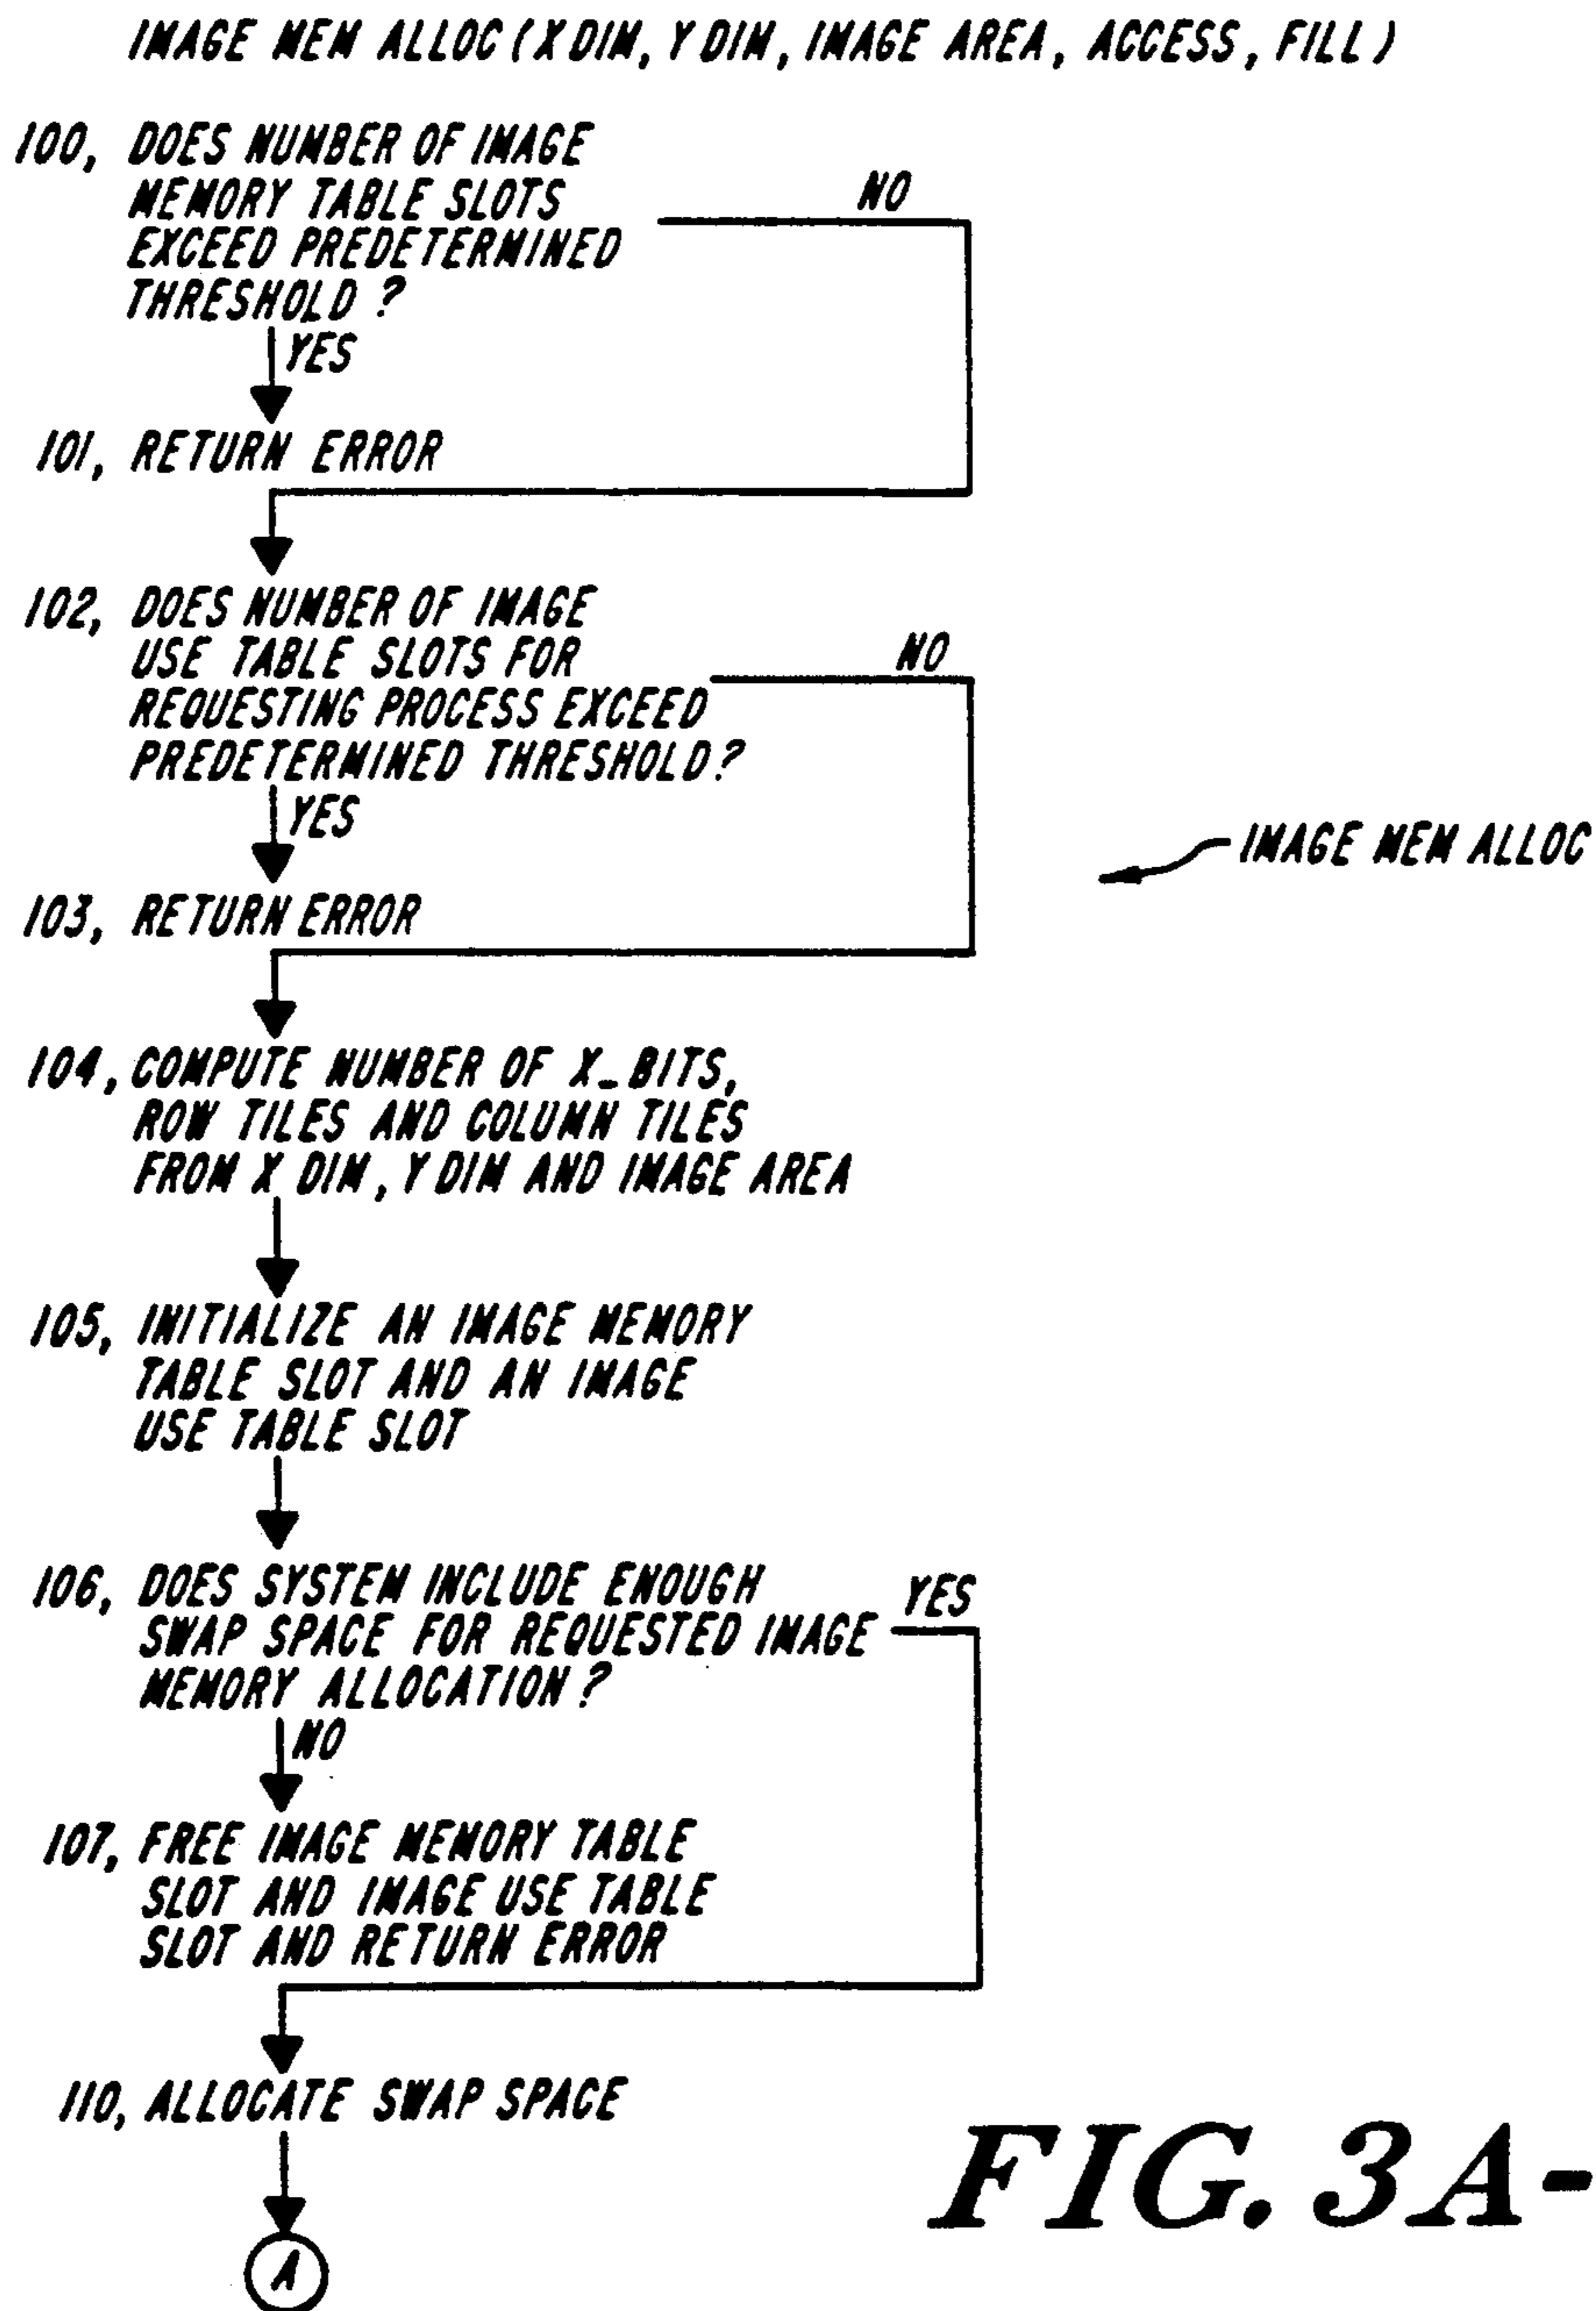 IMAGE MEM ALLOC (X DIM, Y DIM, IMAGE AREA, ACCESS, FILL)
100, DOES NUMBER OF IMAGE
MEMORY TABLE SLOTS
EXCEED PREDETERMINED
THRESHOLD ?
NO
YES
101, RETURN ERROR
102, DOES NUMBER OF IMAGE
USE TABLE SLOTS FOR
REQUESTING PROCESS EXCEED
PREDETERMINED THRESHOLD?
NO
YES
IMAGE MEM ALLOC
103, RETURN ERROR
104, COMPUTE NUMBER OF X_BITS,
ROW TILES AND COLUMN TILES
FROM X DIM, Y DIM AND IMAGE AREA
105, INITIALIZE AN IMAGE MEMORY
TABLE SLOT AND AN IMAGE
USE TABLE SLOT
106, DOES SYSTEM INCLUDE ENOUGH
SWAP SPACE FOR REQUESTED IMAGE
MEMORY ALLOCATION ?
YES
NO
107, FREE IMAGE MEMORY TABLE
SLOT AND IMAGE USE TABLE
SLOT AND RETURN ERROR
110, ALLOCATE SWAP SPACE
A
FIG. 3A-